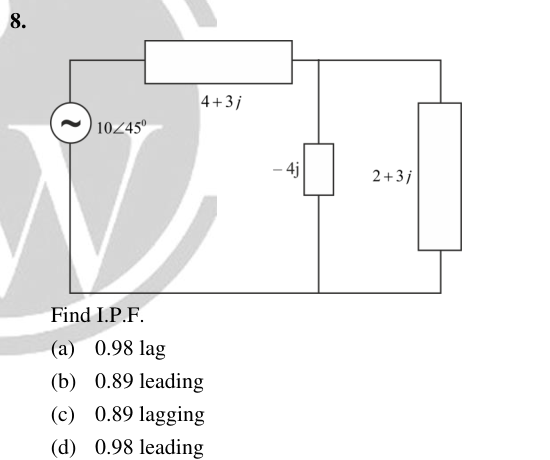 8.
4+3j
10∠45⁰
– 4j
2+3j
Find I.P.F.
(a) 0.98 lag
(b) 0.89 leading
(c) 0.89 lagging
(d) 0.98 leading